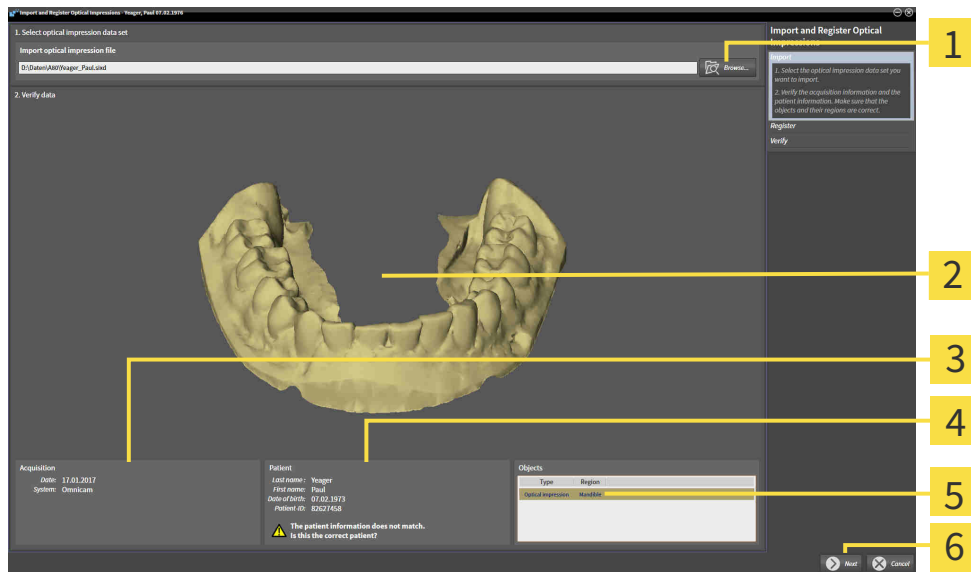 Import and Register Optical Impressions - Yeager, Paul 07.02.1976
1. Select optical impression data set
Import optical impression file
D:\Daten\A80\Yeager_Paul.sixd
Browse...
2. Verify data
Import and Register Optical
Impressions
Import
1. Select the optical impression data set you
want to import.
2. Verify the acquisition information and the
patient information. Make sure that the
objects and their regions are correct.
Register
Verify
1
2
3
4
5
6
Acquisition
Date: 17.01.2017
System: Omnicam
Patient
Last name: Yeager
First name: Paul
Date of birth: 07.02.1973
Patient-ID: 82627458
The patient information does not match.
Is this the correct patient?
Objects
Type Region
Optical impression Mandible
Next Cancel